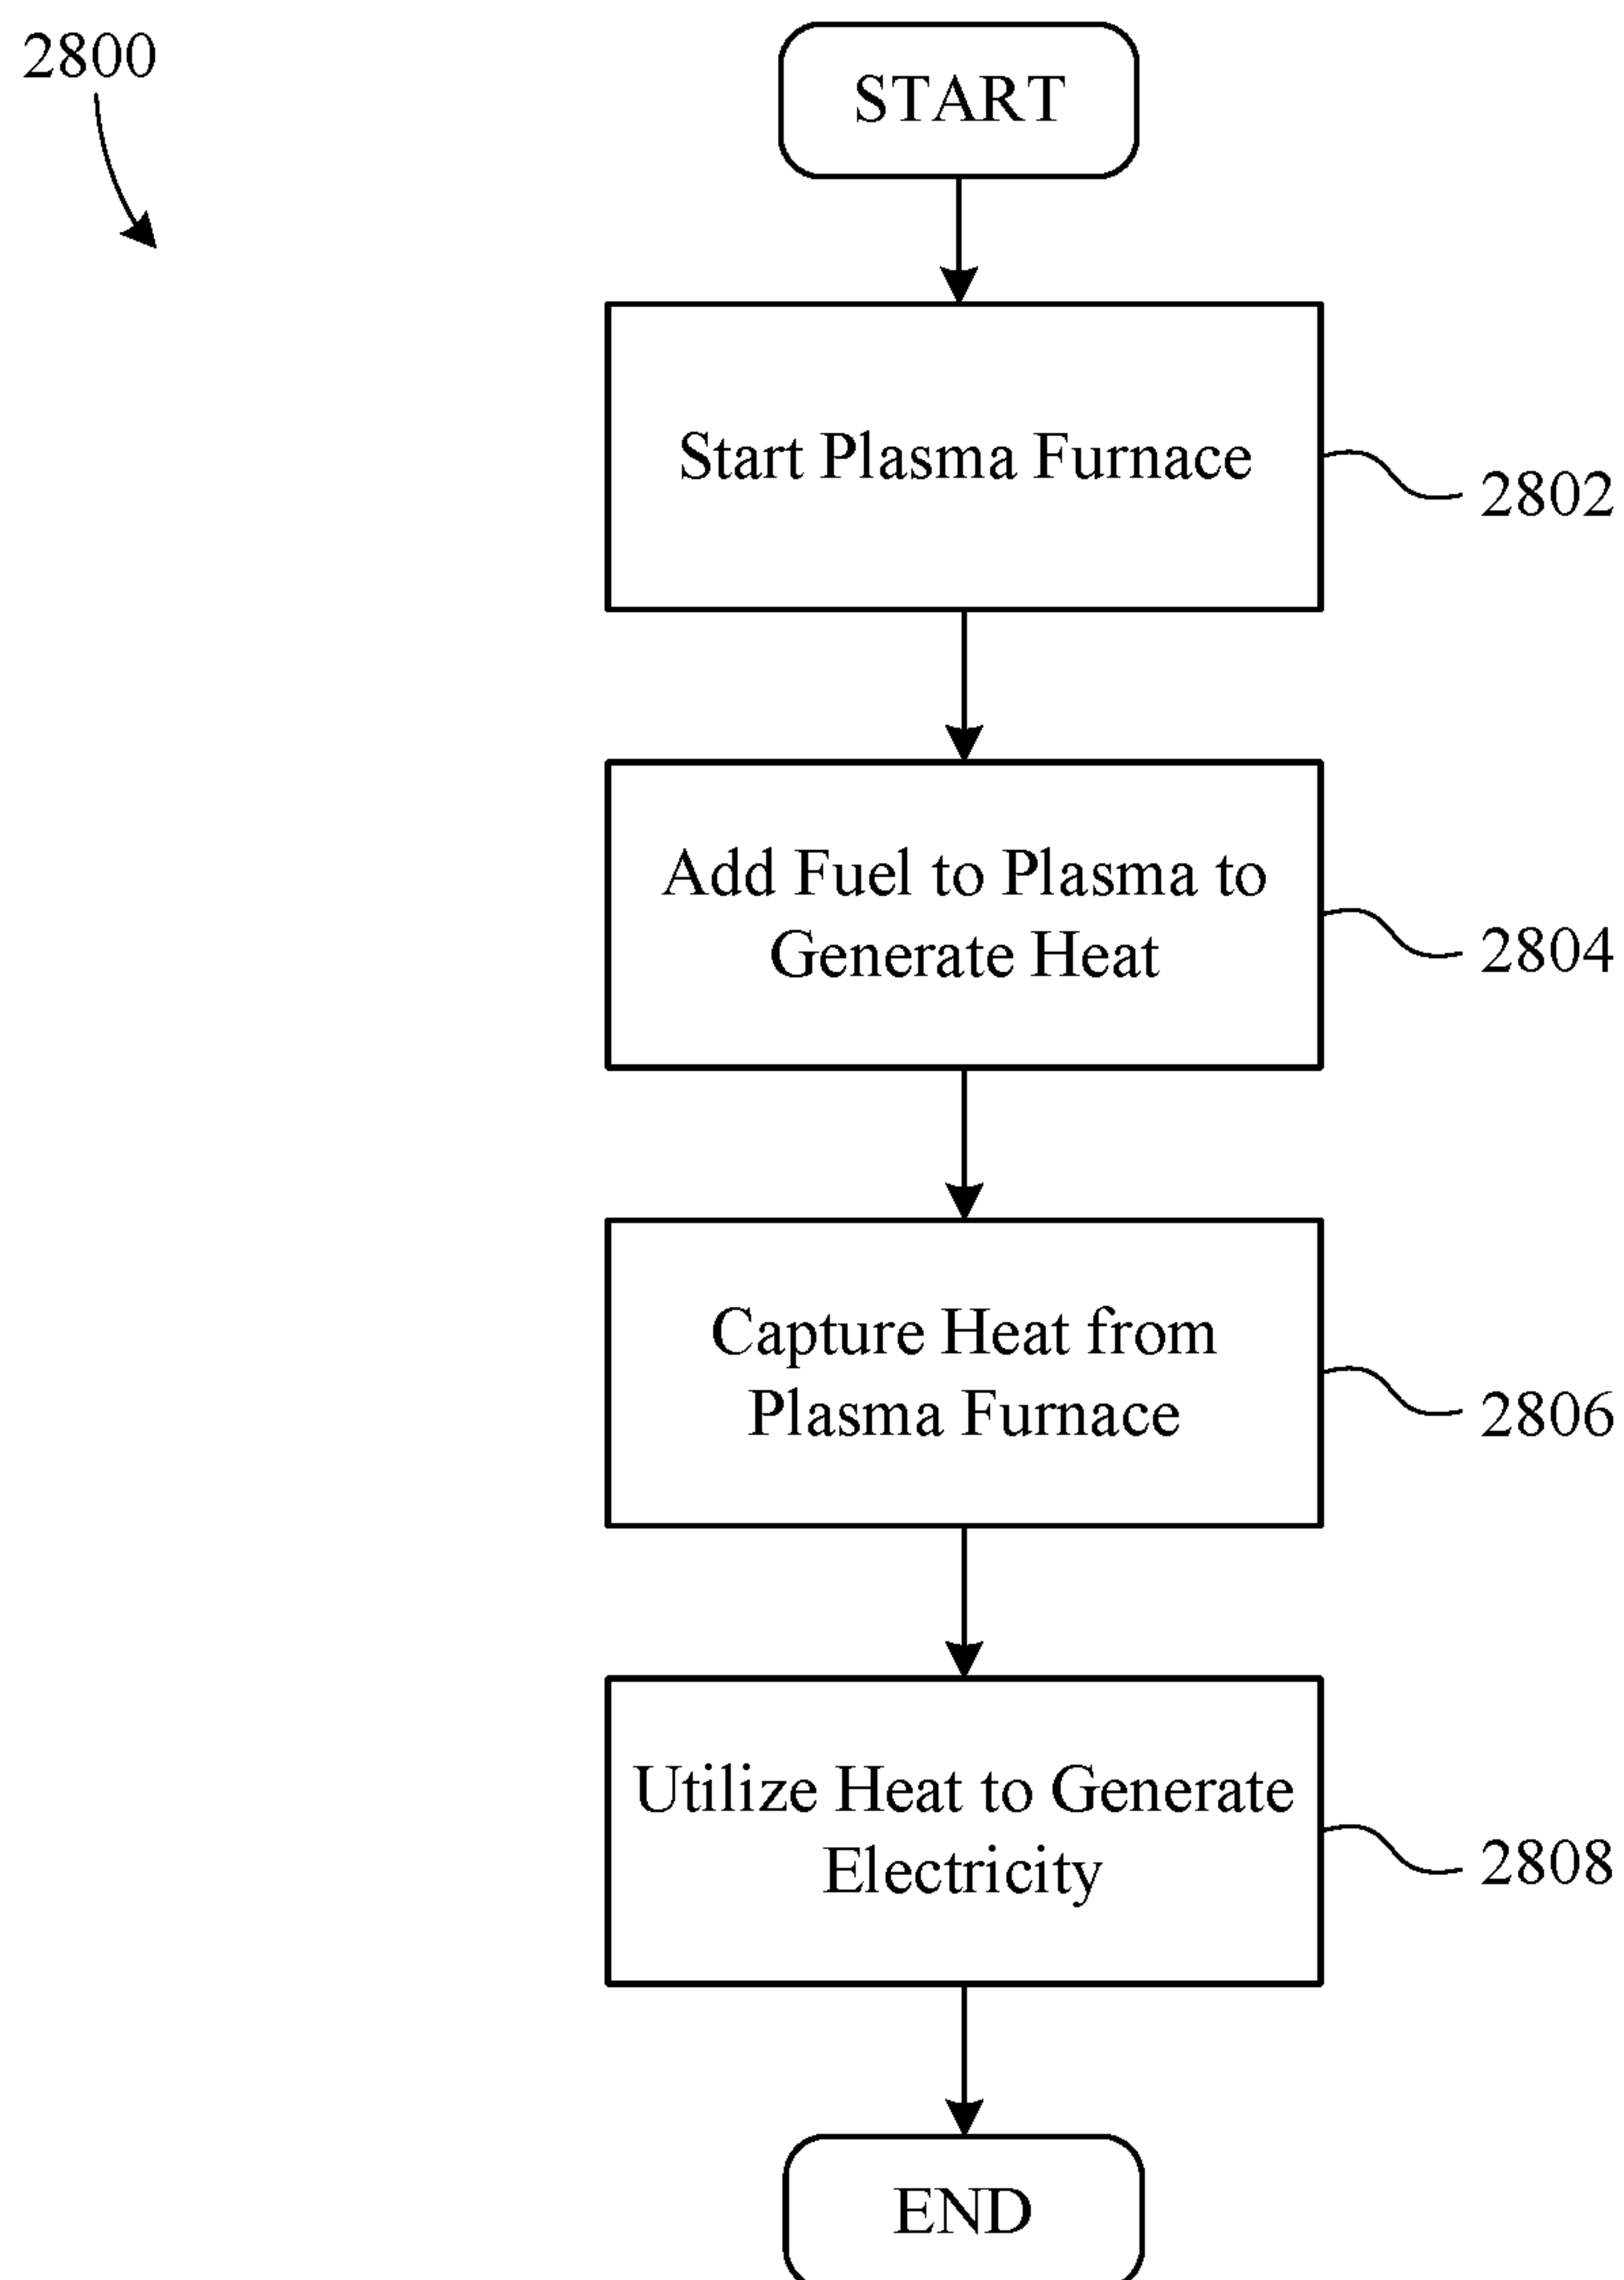 2800
START
Start Plasma Furnace
2802
Add Fuel to Plasma to
Generate Heat
2804
Capture Heat from
Plasma Furnace
2806
Utilize Heat to Generate
Electricity
2808
END